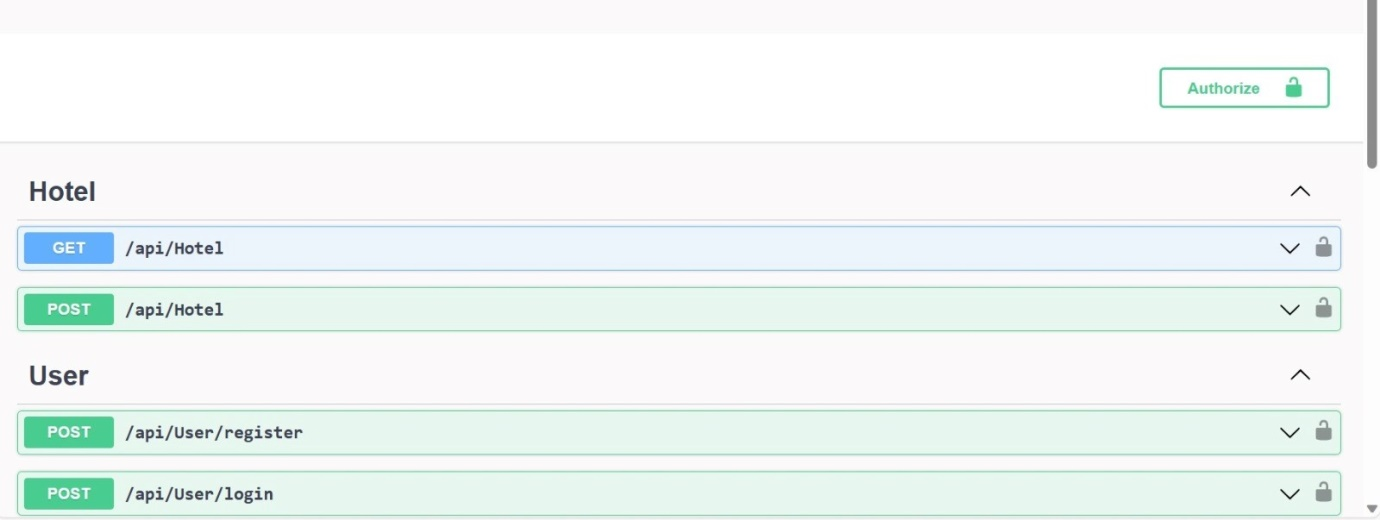 Authorize
Hotel
GET /api/Hotel
POST /api/Hotel
User
POST /api/User/register
POST /api/User/login